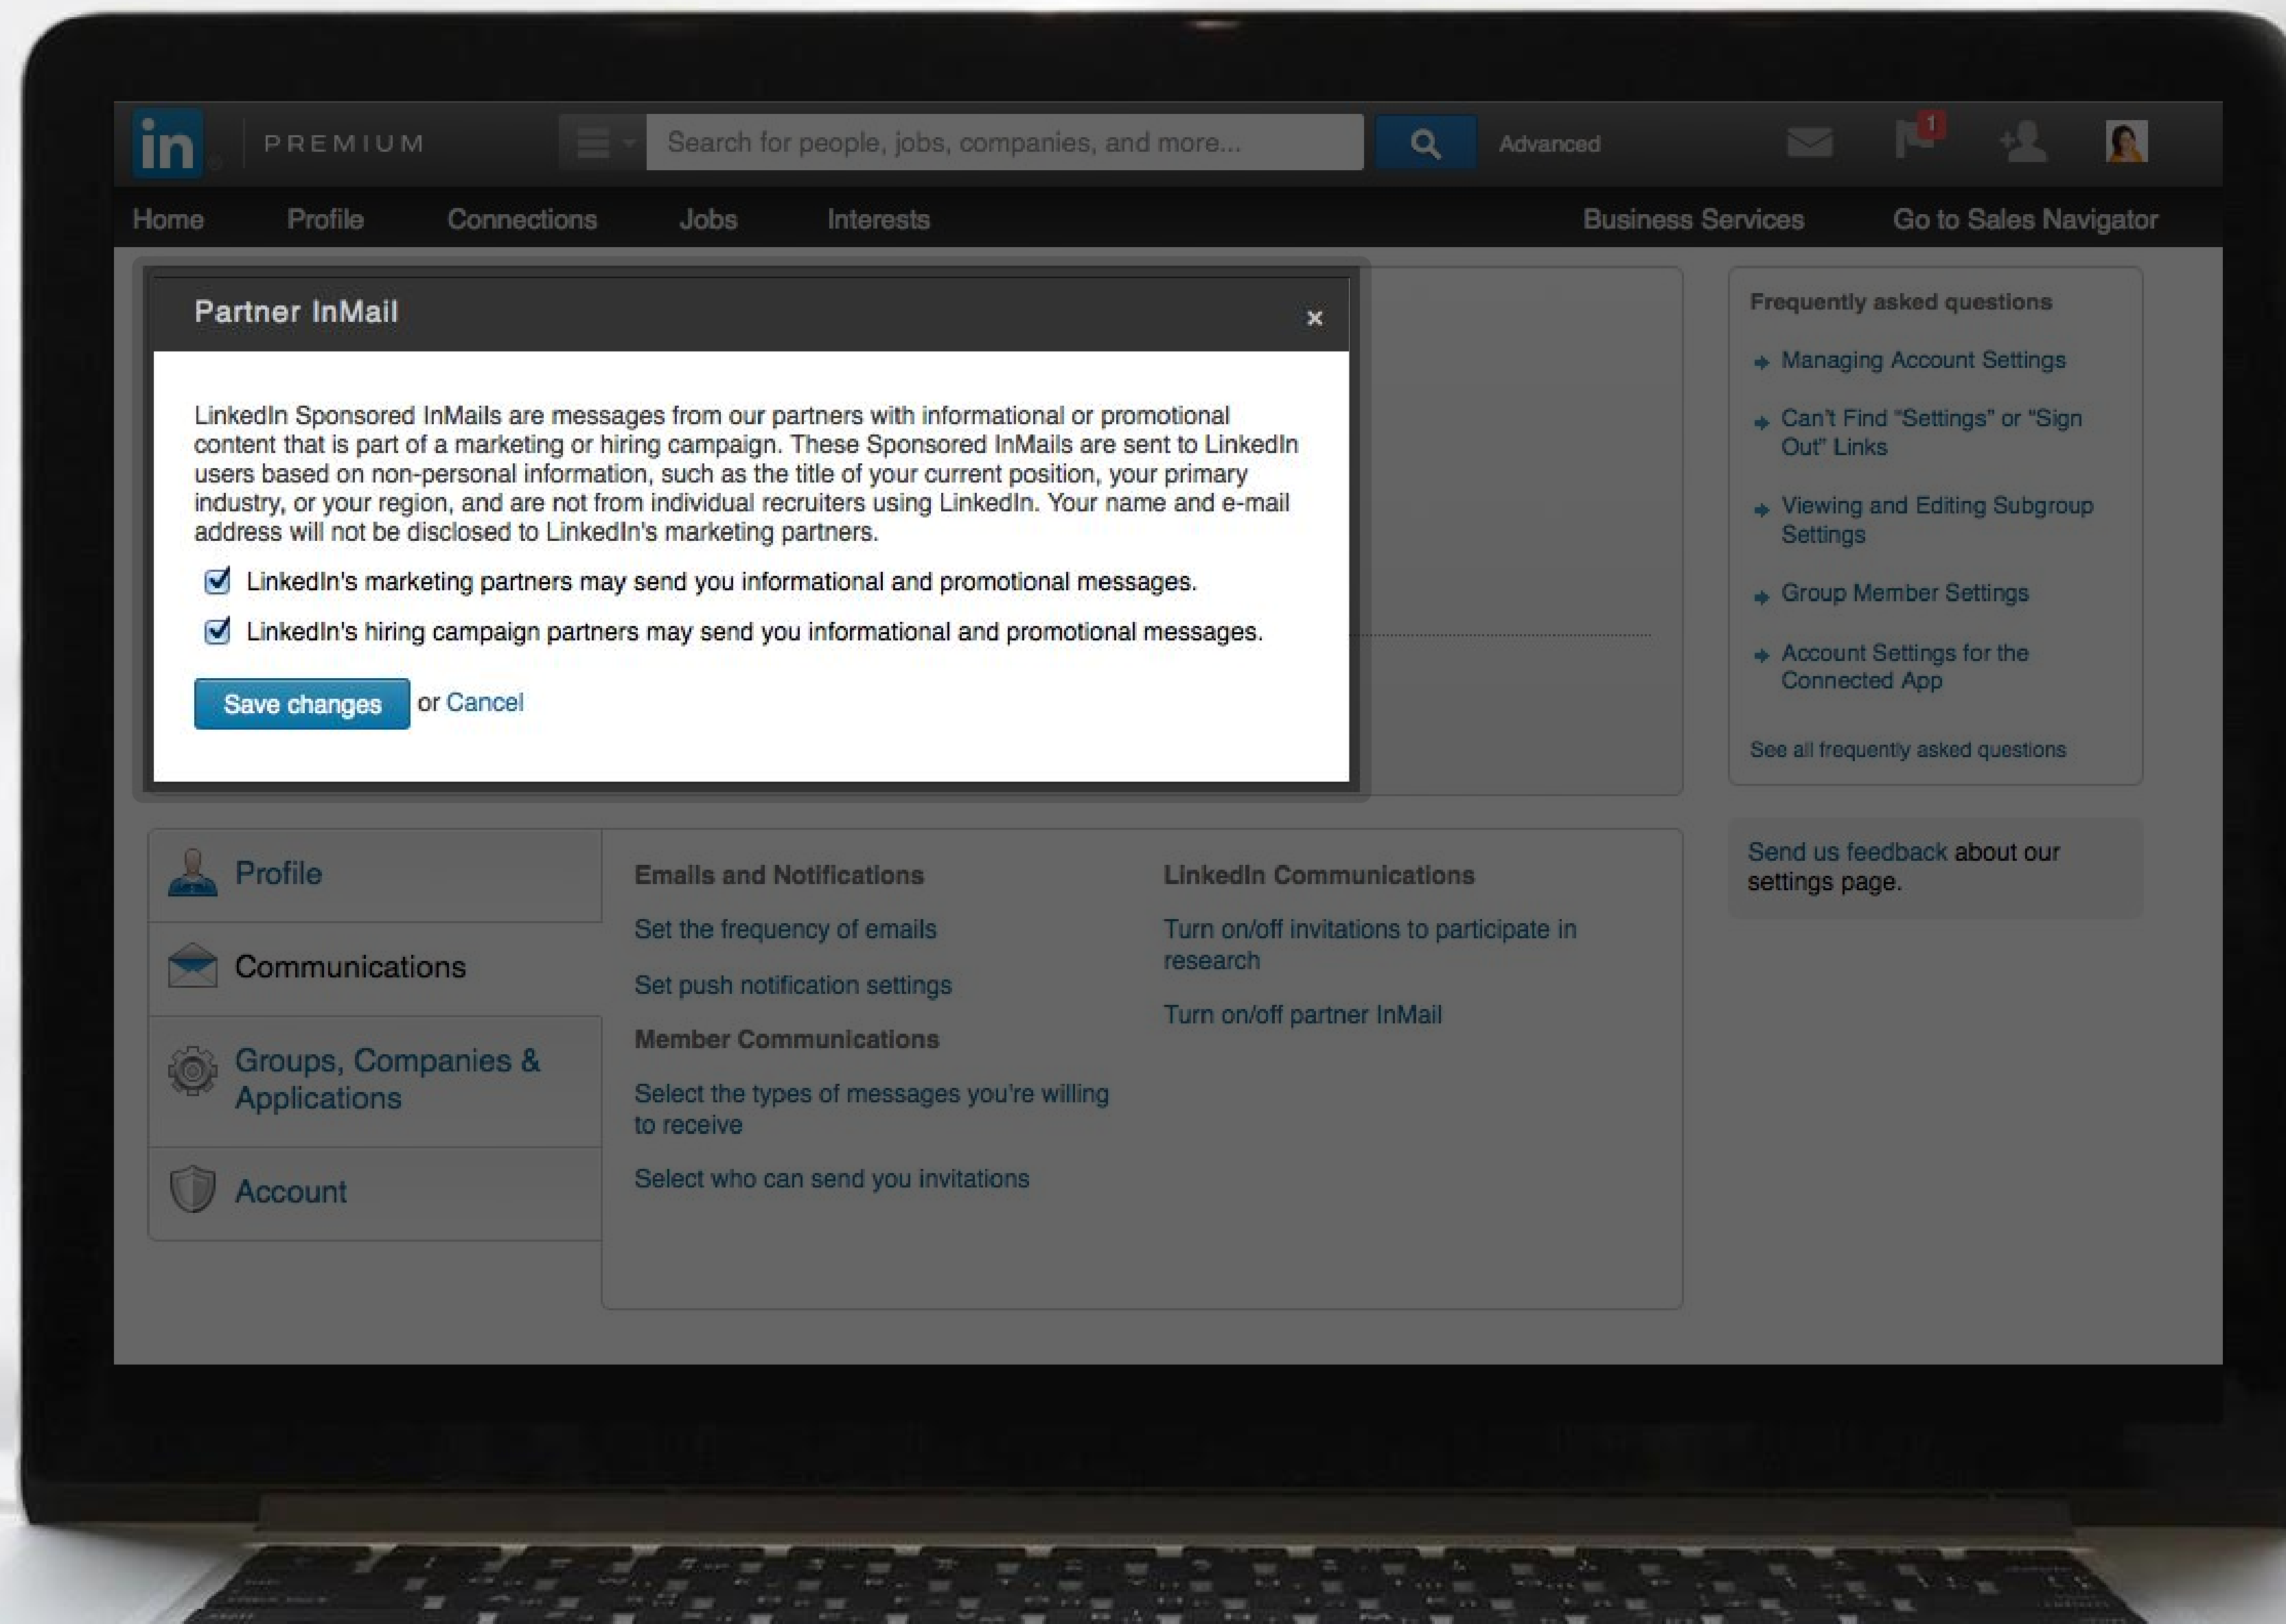 in
PREMIUM
Search for people, jobs, companies, and more...
Advanced
1
Home
Profile
Connections
Jobs
Interests
Business Services
Go to Sales Navigator
Partner InMail
x
LinkedIn Sponsored InMails are messages from our partners with informational or promotional
content that is part of a marketing or hiring campaign. These Sponsored InMails are sent to LinkedIn
users based on non-personal information, such as the title of your current position, your primary
industry, or your region, and are not from individual recruiters using LinkedIn. Your name and e-mail
address will not be disclosed to LinkedIn's marketing partners.
LinkedIn's marketing partners may send you informational and promotional messages.
LinkedIn's hiring campaign partners may send you informational and promotional messages.
Save changes or Cancel
Frequently asked questions
Managing Account Settings
Can't Find "Settings" or "Sign
Out" Links
Viewing and Editing Subgroup
Settings
Group Member Settings
Account Settings for the
Connected App
See all frequently asked questions
Send us feedback about our
settings page.
Profile
Communications
Groups, Companies &
Applications
Account
Emails and Notifications
Set the frequency of emails
Set push notification settings
Member Communications
Select the types of messages you're willing
to receive
Select who can send you invitations
LinkedIn Communications
Turn on/off invitations to participate in
research
Turn on/off partner InMail